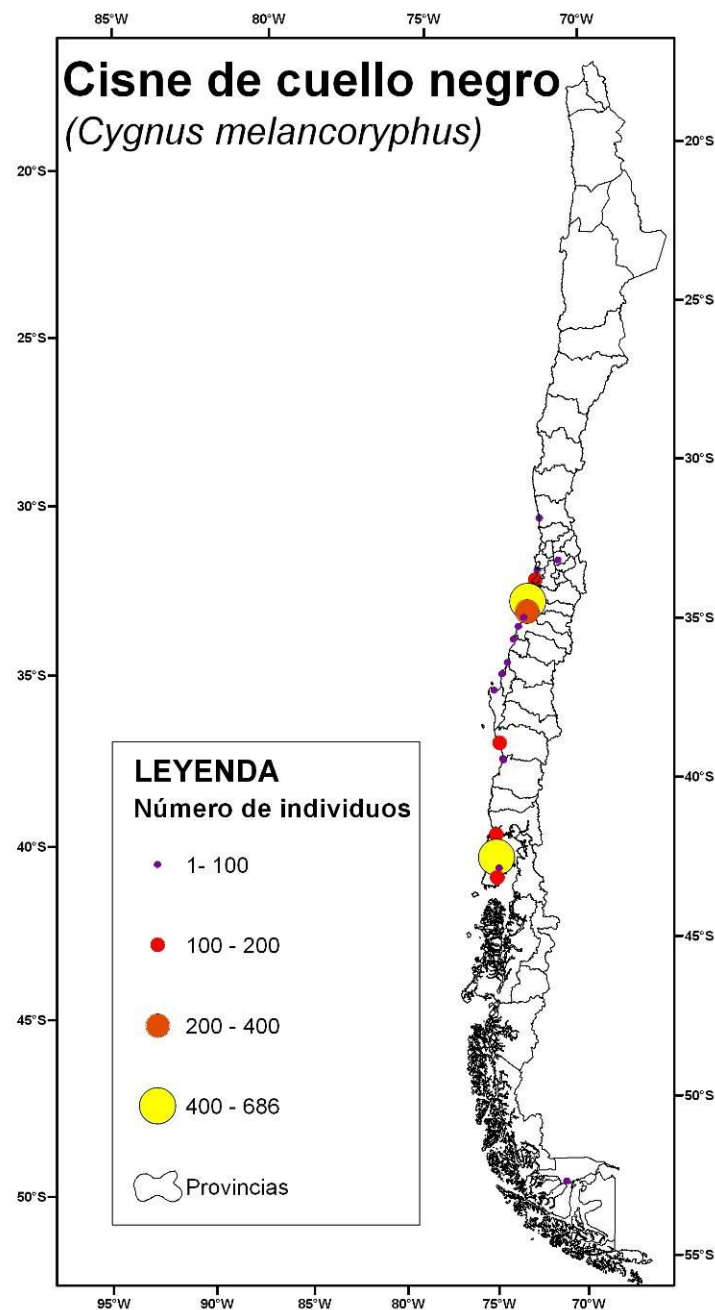 85°W 80°W 75°W 70°W
Cisne de cuello negro
(Cygnus melancoryphus)
20°S
20°S
25°S
25°S
30°S
30°S
35°S
35°S
LEYENDA
Número de individuos
1- 100
100 - 200
200 - 400
400 - 686
Provincias
40°S
40°S
45°S
45°S
50°S
50°S
55°S
95°W 90°W 85°W 80°W 75°W 70°W